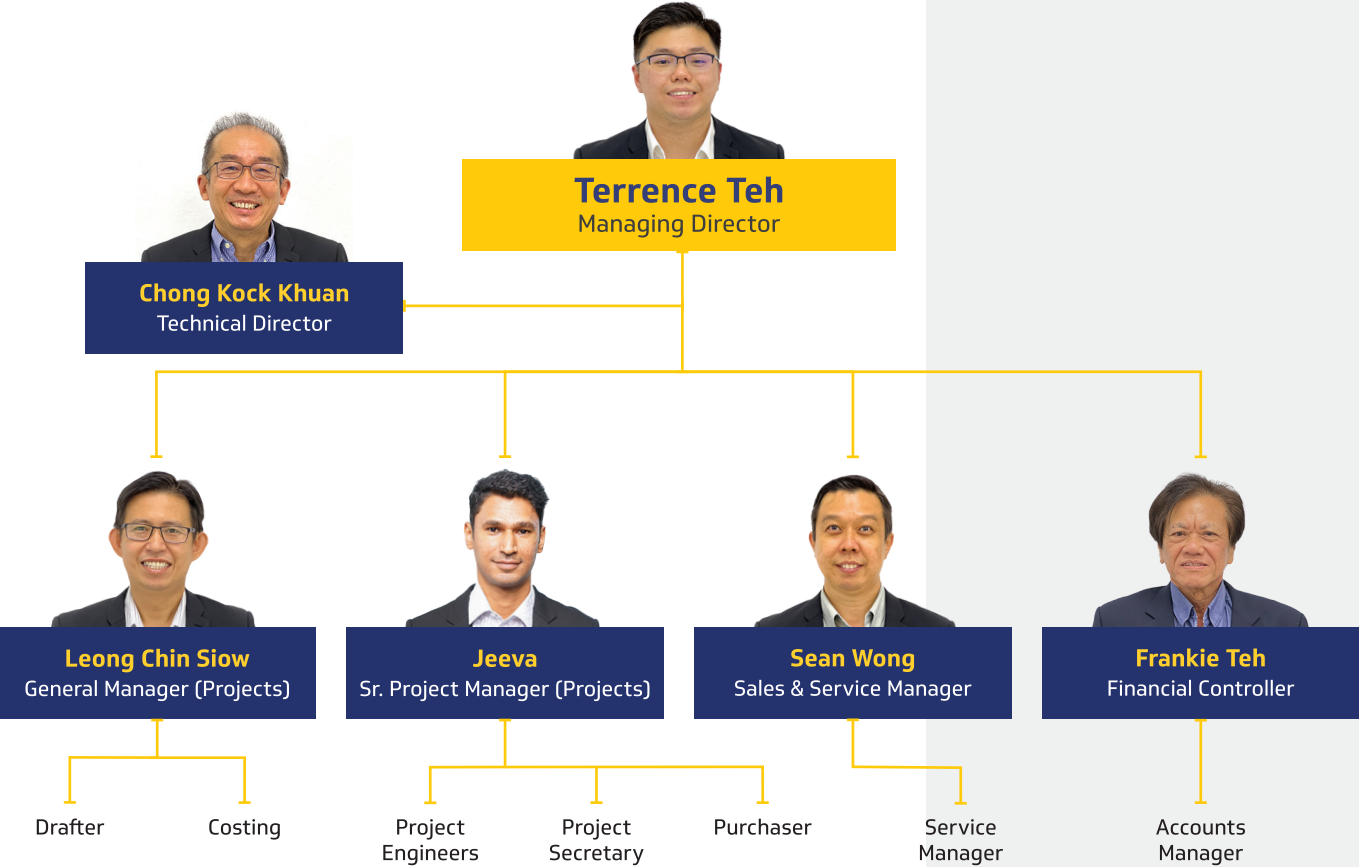 Terrence Teh
Managing Director
Chong Kock Khuan
Technical Director
Leong Chin Siow
General Manager (Projects)
Jeeva
Sr. Project Manager (Projects)
Sean Wong
Sales & Service Manager
Frankie Teh
Financial Controller
Drafter
Costing
Project
Engineers
Project
Secretary
Purchaser
Service
Manager
Accounts
Manager